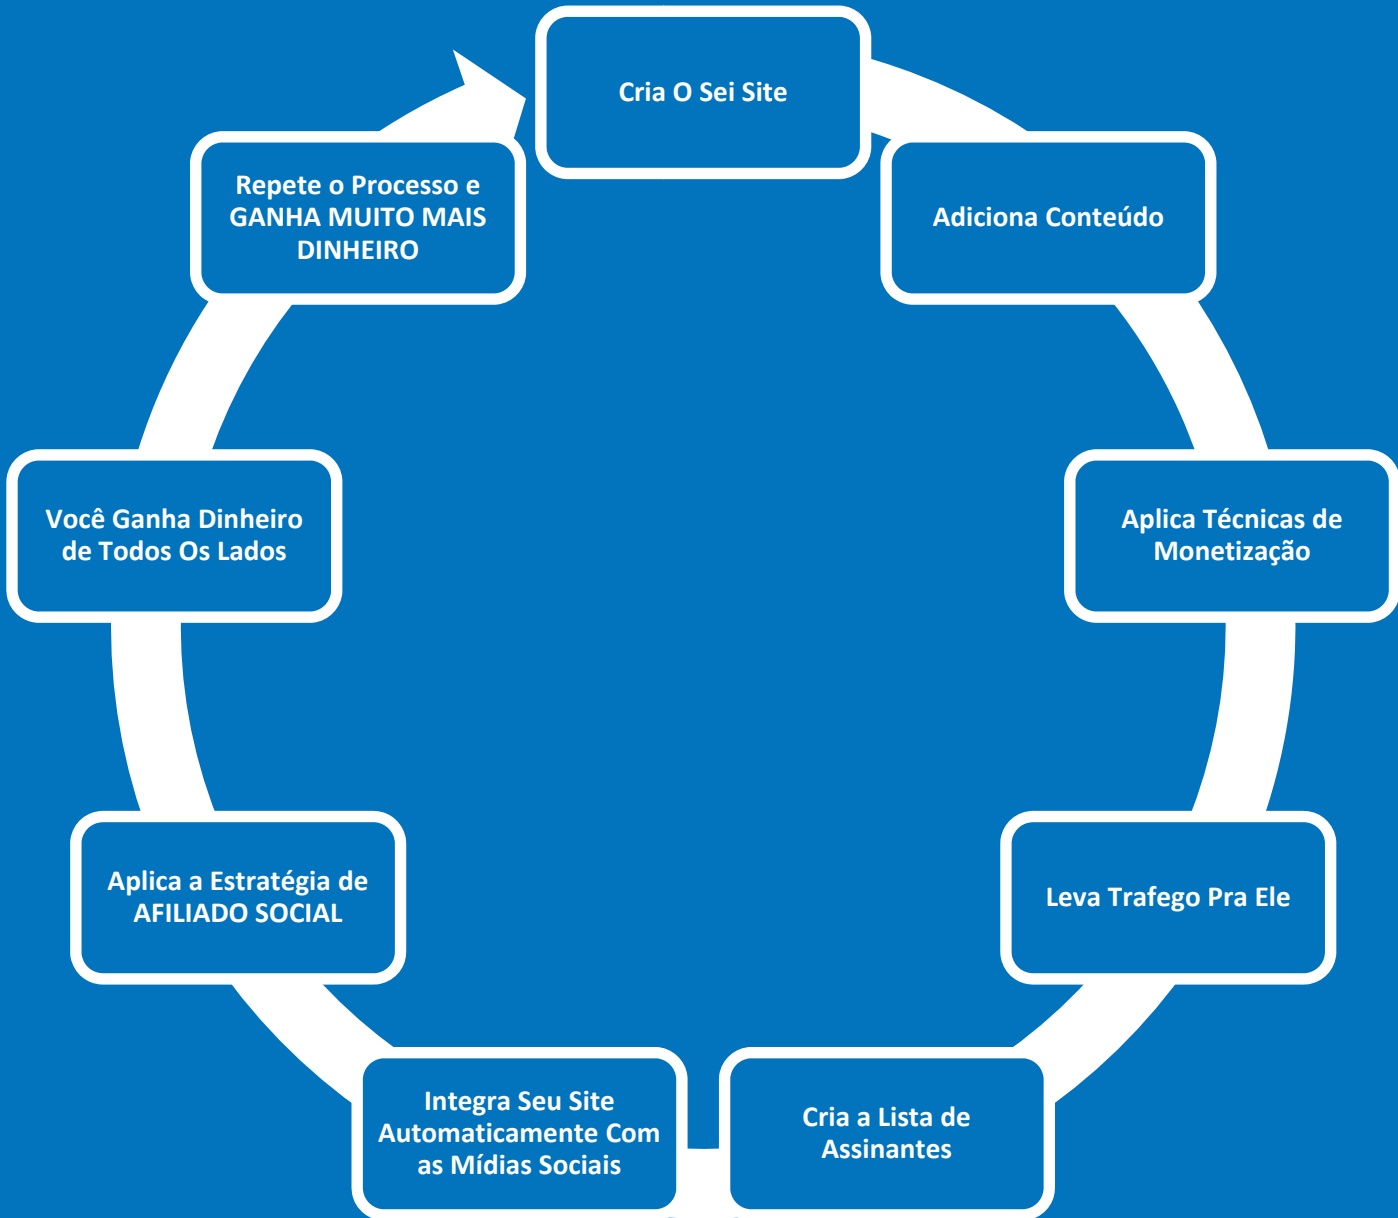 Cria O Sei Site
Adiciona Conteúdo
Aplica Técnicas de
Monetização
Leva Trafego Pra Ele
Cria a Lista de
Assinantes
Integra Seu Site
Automaticamente Com
as Mídias Sociais
Aplica a Estratégia de
AFILIADO SOCIAL
Você Ganha Dinheiro
de Todos Os Lados
Repete o Processo e
GANHA MUITO MAIS
DINHEIRO